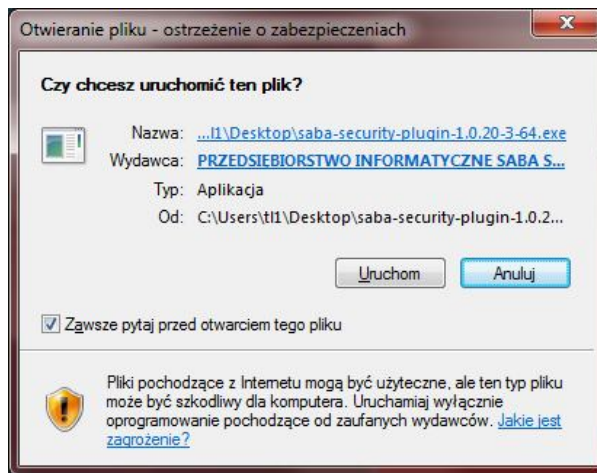 Otwieranie pliku - ostrzeżenie o zabezpieczeniach
Czy chcesz uruchomić ten plik?
Nazwa: ...l1\Desktop\saba-security-plugin-1.0.20-3-64.exe
Wydawca: PRZEDSIĘBIORSTWO INFORMATYCZNE SABA S...
Typ: Aplikacja
Od: C:\Users\tl1\Desktop\saba-security-plugin-1.0.2...
Uruchom Anuluj
Zawsze pytaj przed otwarciem tego pliku
Pliki pochodzące z Internetu mogą być użyteczne, ale ten typ pliku
może być szkodliwy dla komputera. Uruchamiaj wyłącznie
oprogramowanie pochodzące od zaufanych wydawców. Jakie jest
zagrożenie?